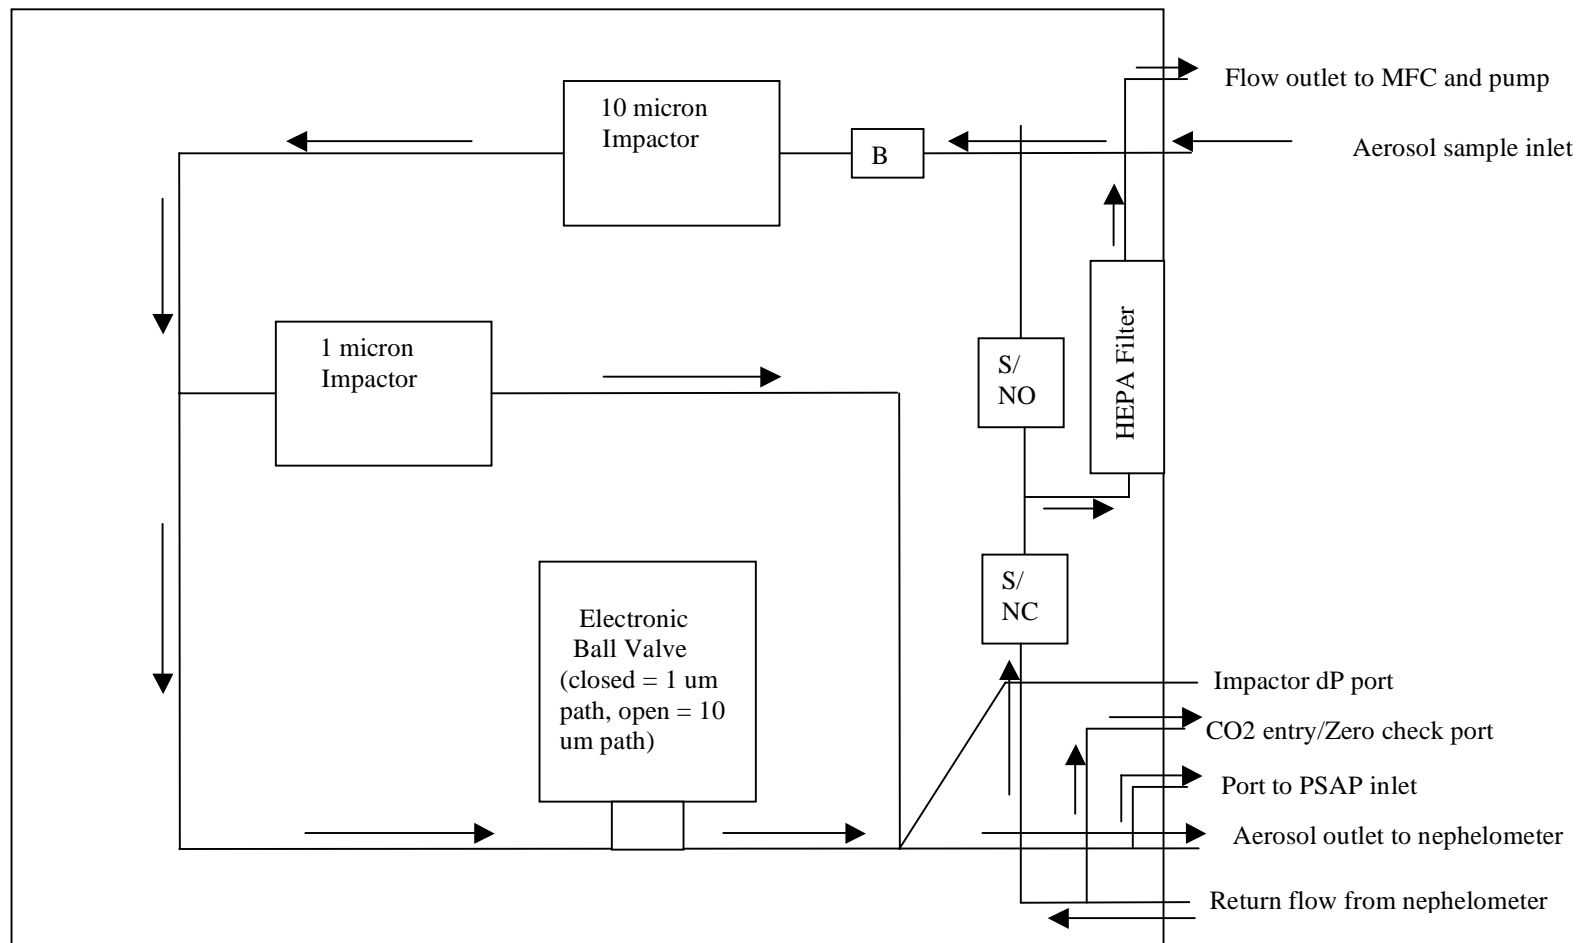 Flow outlet to MFC and pump
10 micron
Impactor
B
Aerosol sample inlet
1 micron
Impactor
S/
NO
HEPA Filter
S/
NC
Electronic
Ball Valve
(closed = 1 um
path, open = 10
um path)
Impactor dP port
CO2 entry/Zero check port
Port to PSAP inlet
Aerosol outlet to nephelometer
Return flow from nephelometer